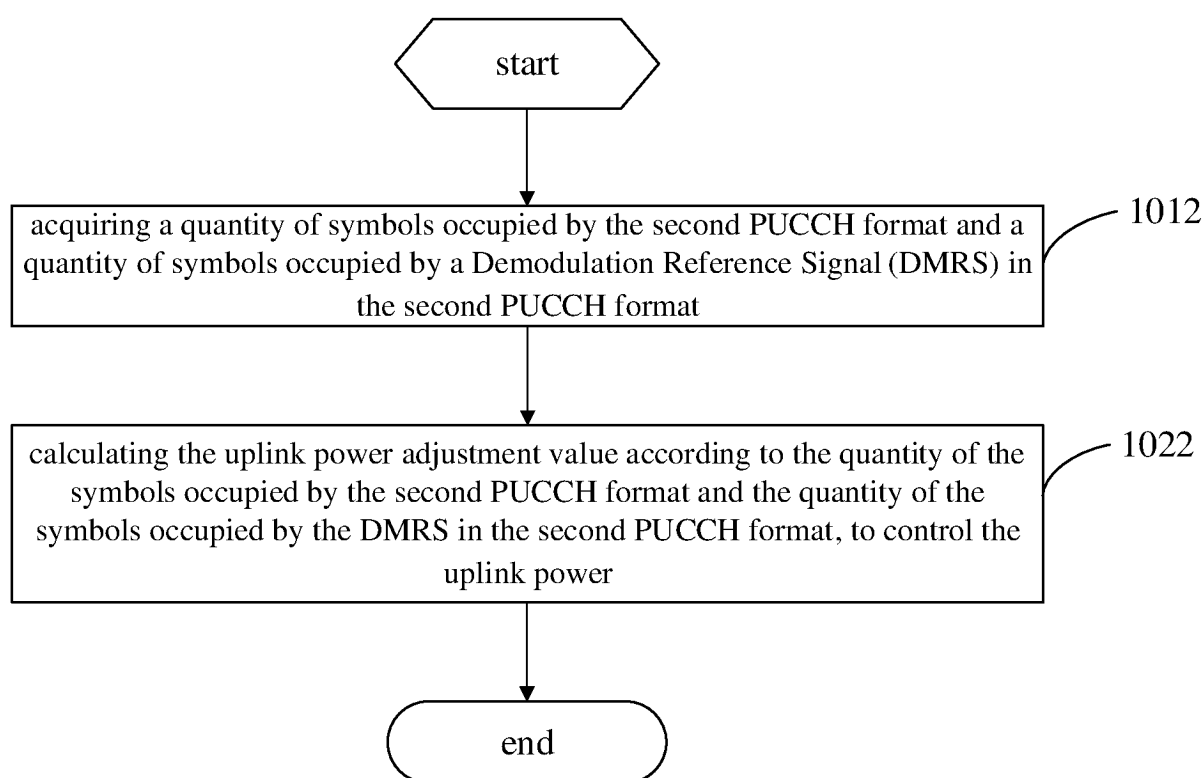 start
acquiring a quantity of symbols occupied by the second PUCCH format and a
quantity of symbols occupied by a Demodulation Reference Signal (DMRS) in
the second PUCCH format
1012
calculating the uplink power adjustment value according to the quantity of the
symbols occupied by the second PUCCH format and the quantity of the
symbols occupied by the DMRS in the second PUCCH format, to control the
uplink power
1022
end